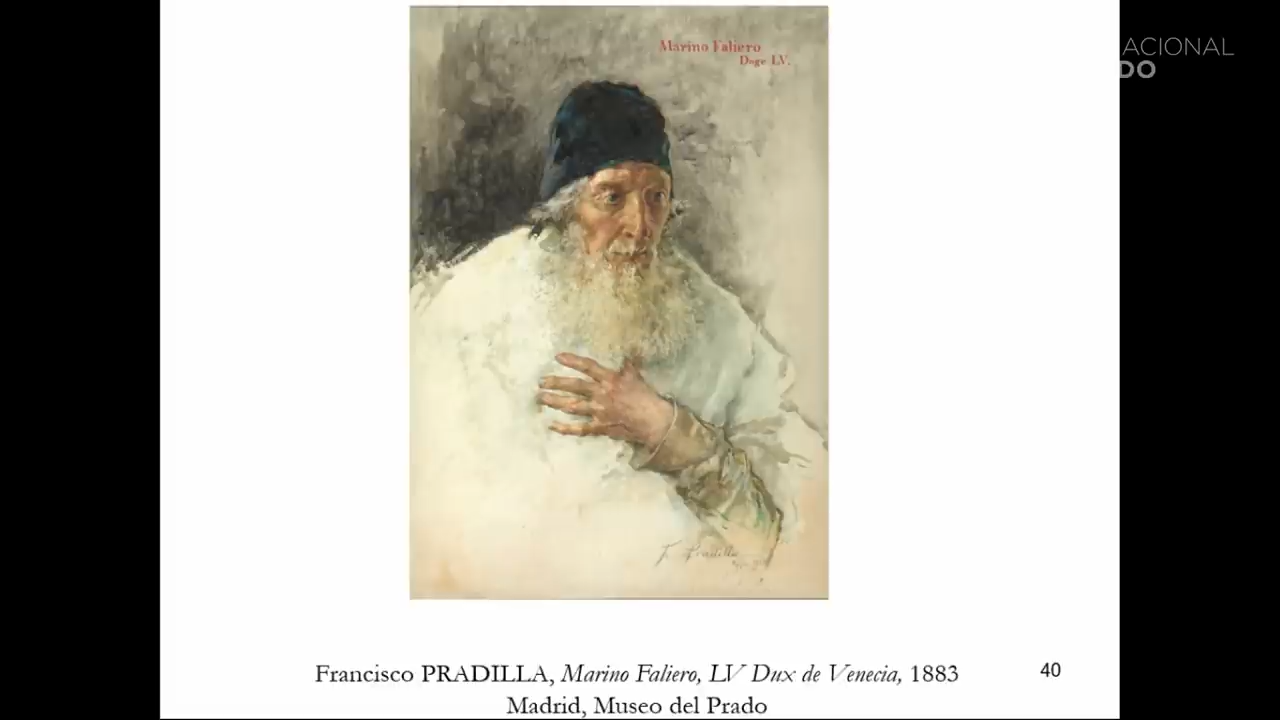 Marino Faliero
Doge LV.
ACIONAL
DO
F. Pradilla
Francisco PRADILLA, Marino Faliero, LV Dux de Venecia, 1883
40
Madrid, Museo del Prado